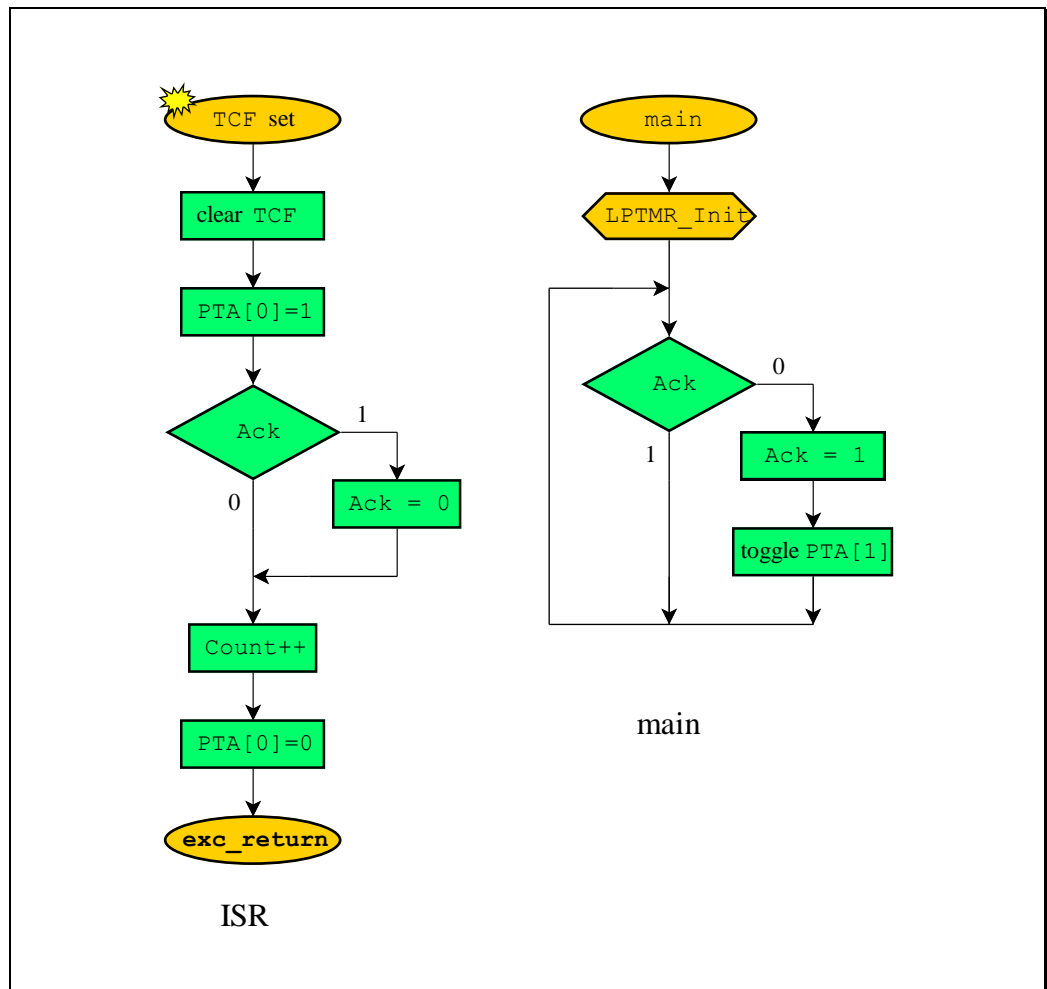 TCF set
clear TCF
PTA[0]=1
Ack
1
0
Ack = 0
Count++
PTA[0]=0
exc_return
ISR
main
LPTMR_Init
Ack
0
1
Ack = 1
toggle PTA[1]
main